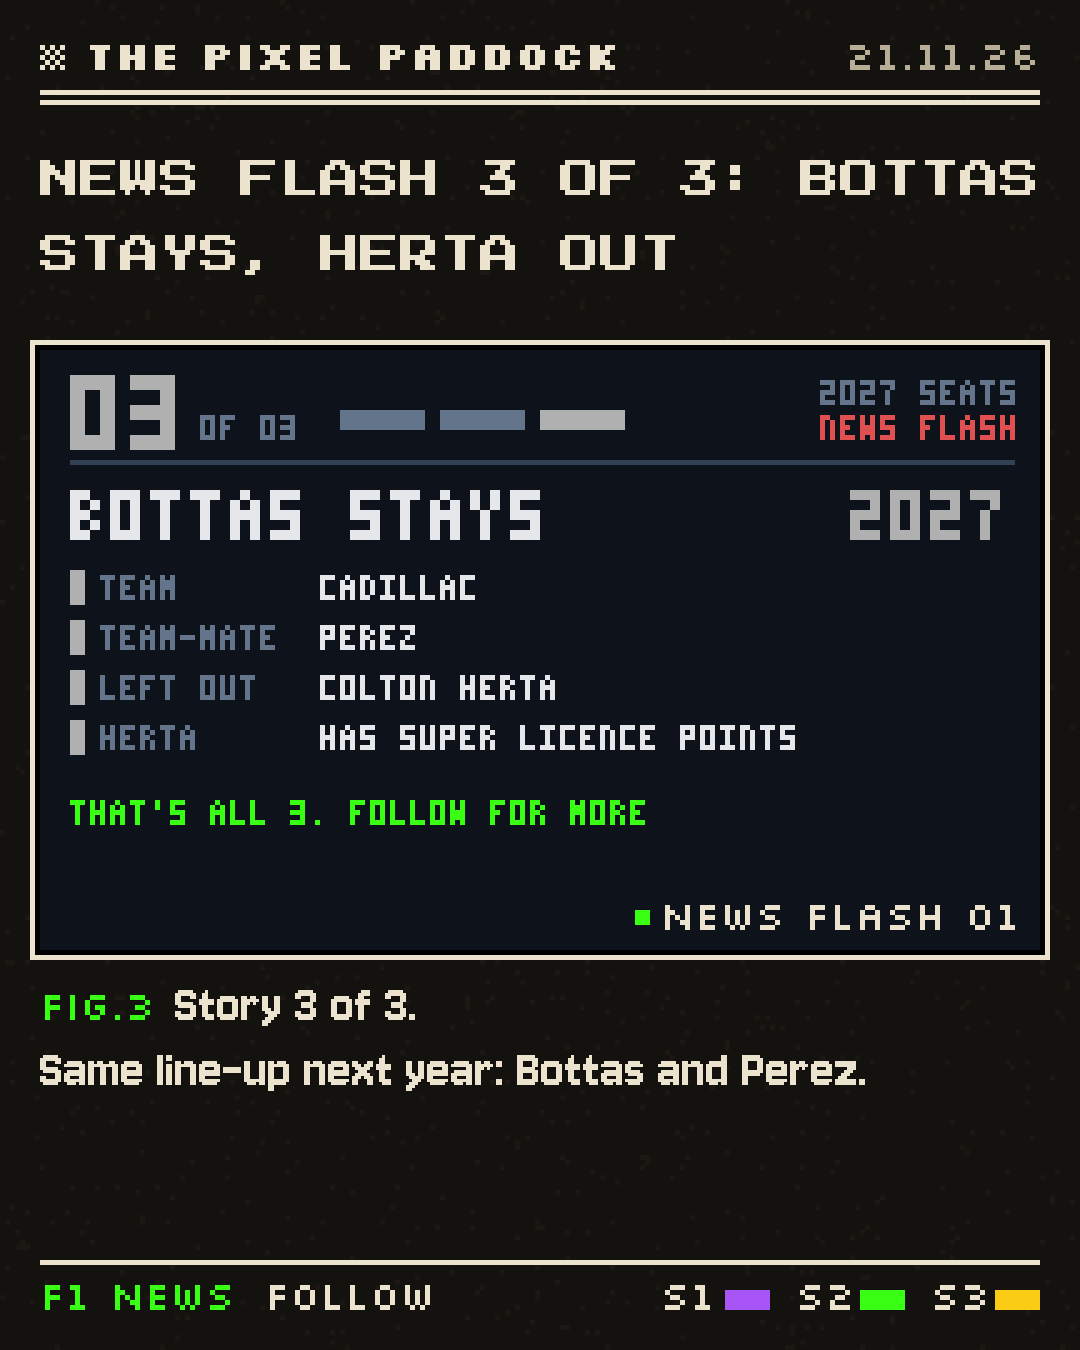 THE PIXEL PADDOCK
21.11.26
NEWS FLASH 3 OF 3: BOTTAS
STAYS, HERTA OUT
03 OF 03
2027 SEATS
NEWS FLASH
BOTTAS STAYS
2027
TEAM CADILLAC
TEAM-MATE PEREZ
LEFT OUT COLTON HERTA
HERTA HAS SUPER LICENCE POINTS
THAT'S ALL 3. FOLLOW FOR MORE
NEWS FLASH 01
FIG.3 Story 3 of 3.
Same line-up next year: Bottas and Perez.
F1 NEWS FOLLOW
S1 S2 S3